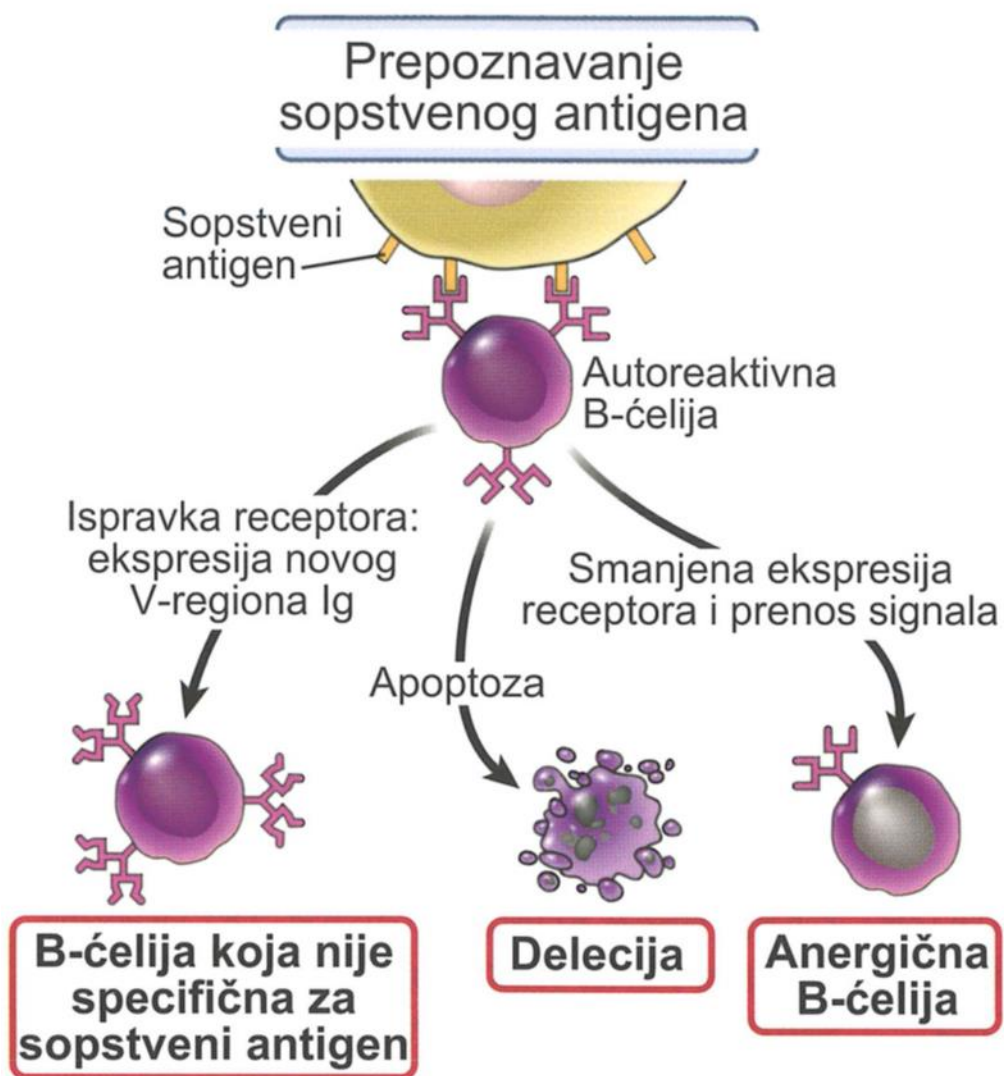 Prepoznavanje
sopstvenog antigena
Sopstveni
antigen
Autoreaktivna
B-ćelija
Ispravka receptora:
ekspresija novog
V-regiona Ig
Smanjena ekspresija
receptora i prenos signala
Apoptoza
B-ćelija koja nije
specifična za
sopstveni antigen
Delecija
Anergična
B-ćelija